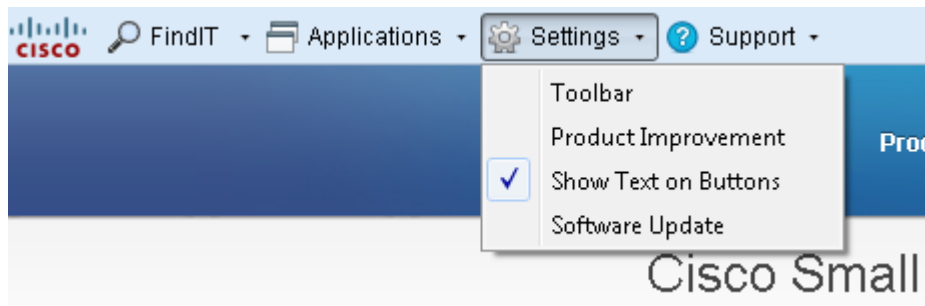 CISCO FindIT Applications Settings Support
Toolbar
Product Improvement
Show Text on Buttons
Software Update
Cisco Small